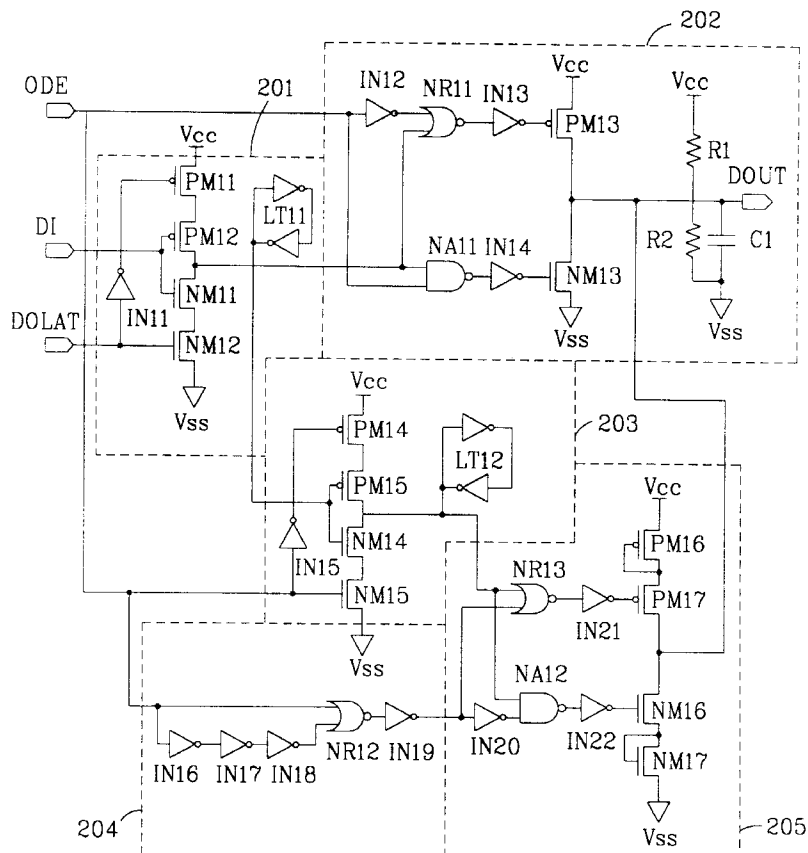 202
ODE
201
IN12
NR11
IN13
Vcc
Vcc
Vcc
PM13
PM11
R1
DOUT
LT11
DI
PM12
R2
C1
NA11
IN14
NM11
NM13
IN11
DOLAT
NM12
Vss
Vss
Vss
Vcc
203
PM14
LT12
PM15
Vcc
NM14
PM16
IN15
NR13
NM15
PM17
IN21
Vss
NA12
NM16
NR12
IN19
IN20
IN22
IN16
IN17
IN18
NM17
204
Vss
205